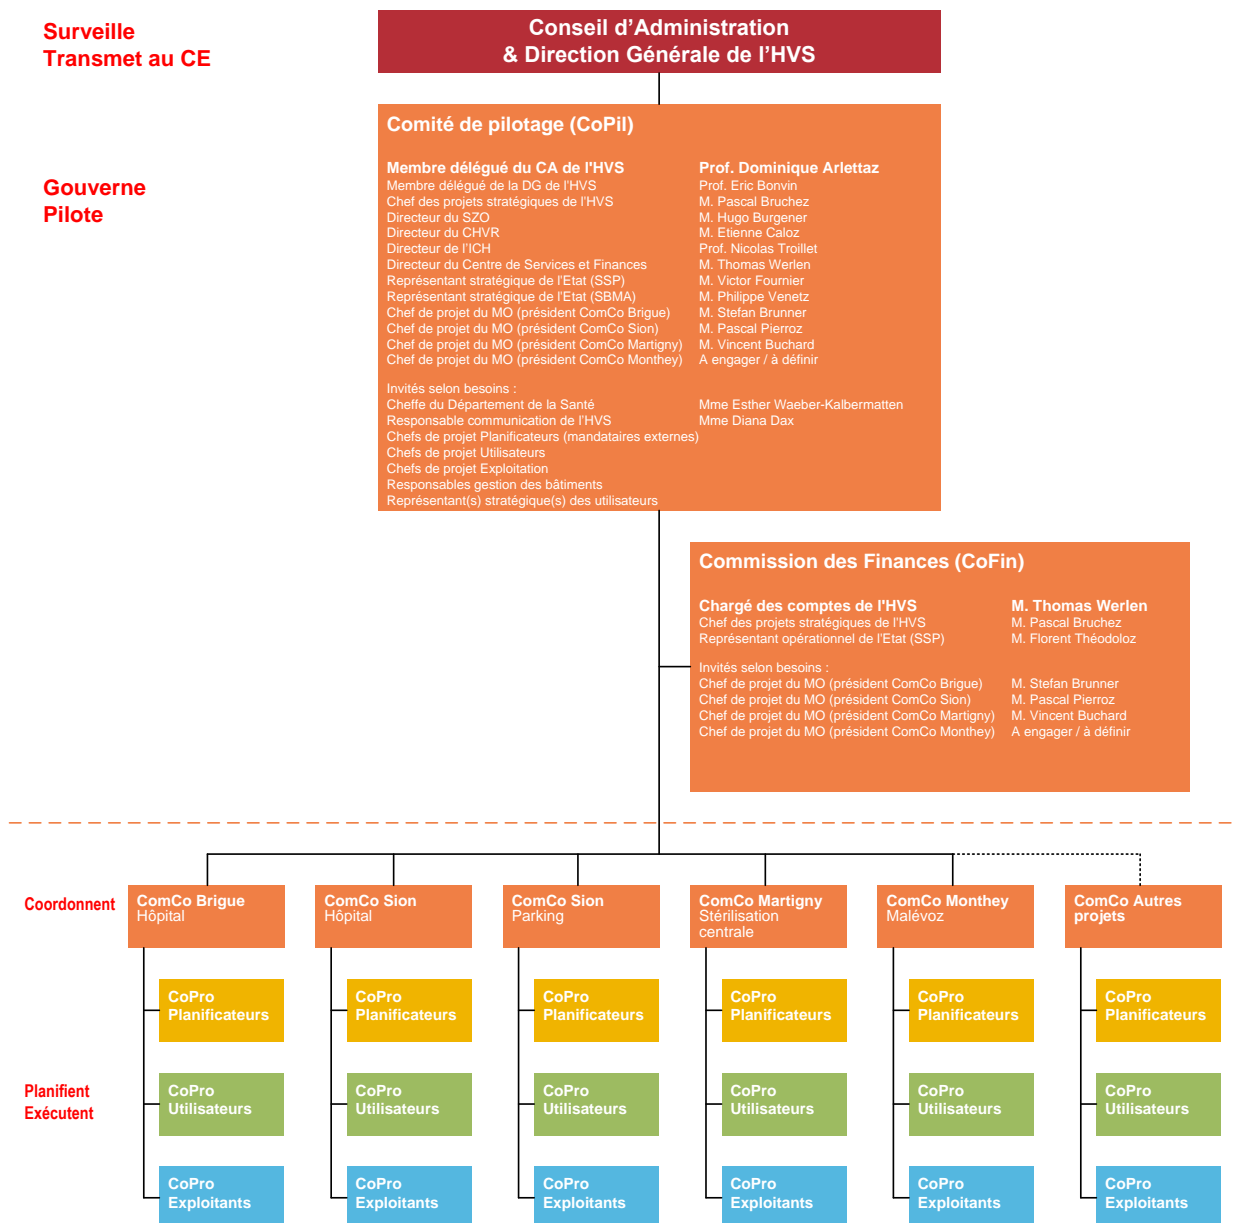 Surveille
Transmet au CE
Conseil d'Administration
& Direction Générale de l'HVS
Gouverne
Pilote
Comité de pilotage (CoPil)
Membre délégué du CA de l'HVS Prof. Dominique Arlettaz
Membre délégué de la DG de l'HVS Prof. Eric Bonvin
Chef des projets stratégiques de l'HVS M. Pascal Bruchez
Directeur du SZO M. Hugo Burgener
Directeur du CHVR M. Etienne Caloz
Directeur de l'ICH Prof. Nicolas Troillet
Directeur du Centre de Services et Finances M. Thomas Werlen
Représentant stratégique de l'Etat (SSP) M. Victor Fournier
Représentant stratégique de l'Etat (SBMA) M. Philippe Venetz
Chef de projet du MO (président ComCo Brigue) M. Stefan Brunner
Chef de projet du MO (président ComCo Sion) M. Pascal Pierroz
Chef de projet du MO (président ComCo Martigny) M. Vincent Buchard
Chef de projet du MO (président ComCo Monthey) A engager / à définir
Invités selon besoins :
Cheffe du Département de la Santé Mme Esther Waeber-Kalbermatten
Responsable communication de l'HVS Mme Diana Dax
Chefs de projet Planificateurs (mandataires externes)
Chefs de projet Utilisateurs
Chefs de projet Exploitation
Responsables gestion des bâtiments
Représentant(s) stratégique(s) des utilisateurs
Commission des Finances (CoFin)
Chargé des comptes de l'HVS M. Thomas Werlen
Chef des projets stratégiques de l'HVS M. Pascal Bruchez
Représentant opérationnel de l'Etat (SSP) M. Florent Théodoloz
Invités selon besoins :
Chef de projet du MO (président ComCo Brigue) M. Stefan Brunner
Chef de projet du MO (président ComCo Sion) M. Pascal Pierroz
Chef de projet du MO (président ComCo Martigny) M. Vincent Buchard
Chef de projet du MO (président ComCo Monthey) A engager / à définir
Coordonnent
ComCo Brigue
Hôpital
ComCo Sion
Hôpital
ComCo Sion
Parking
ComCo Martigny
Stérilisation
centrale
ComCo Monthey
Malévoz
ComCo Autres
projets
CoPro
Planificateurs
CoPro
Planificateurs
CoPro
Planificateurs
CoPro
Planificateurs
CoPro
Planificateurs
CoPro
Planificateurs
Planifient
Exécutent
CoPro
Utilisateurs
CoPro
Utilisateurs
CoPro
Utilisateurs
CoPro
Utilisateurs
CoPro
Utilisateurs
CoPro
Utilisateurs
CoPro
Exploitants
CoPro
Exploitants
CoPro
Exploitants
CoPro
Exploitants
CoPro
Exploitants
CoPro
Exploitants